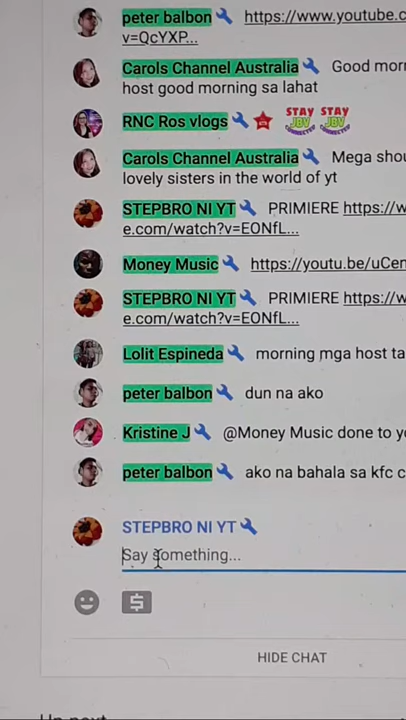 peter balbon https://www.youtube.c
v=QcYXP...
Carols Channel Australia Good morr
host good morning sa lahat
RNC Ros vlogs STAY STAY
Carols Channel Australia Mega shou
lovely sisters in the world of yt
STEPBRO NI YT PRIMIERE https://w
e.com/watch?v=EONfL...
Money Music https://youtu.be/uCen
STEPBRO NI YT PRIMIERE https://w
e.com/watch?v=EONfL...
Lolit Espineda morning mga host ta
peter balbon dun na ako
Kristine J @Money Music done to yo
peter balbon ako na bahala sa kfc c
STEPBRO NI YT
Say something...
HIDE CHAT
Up next